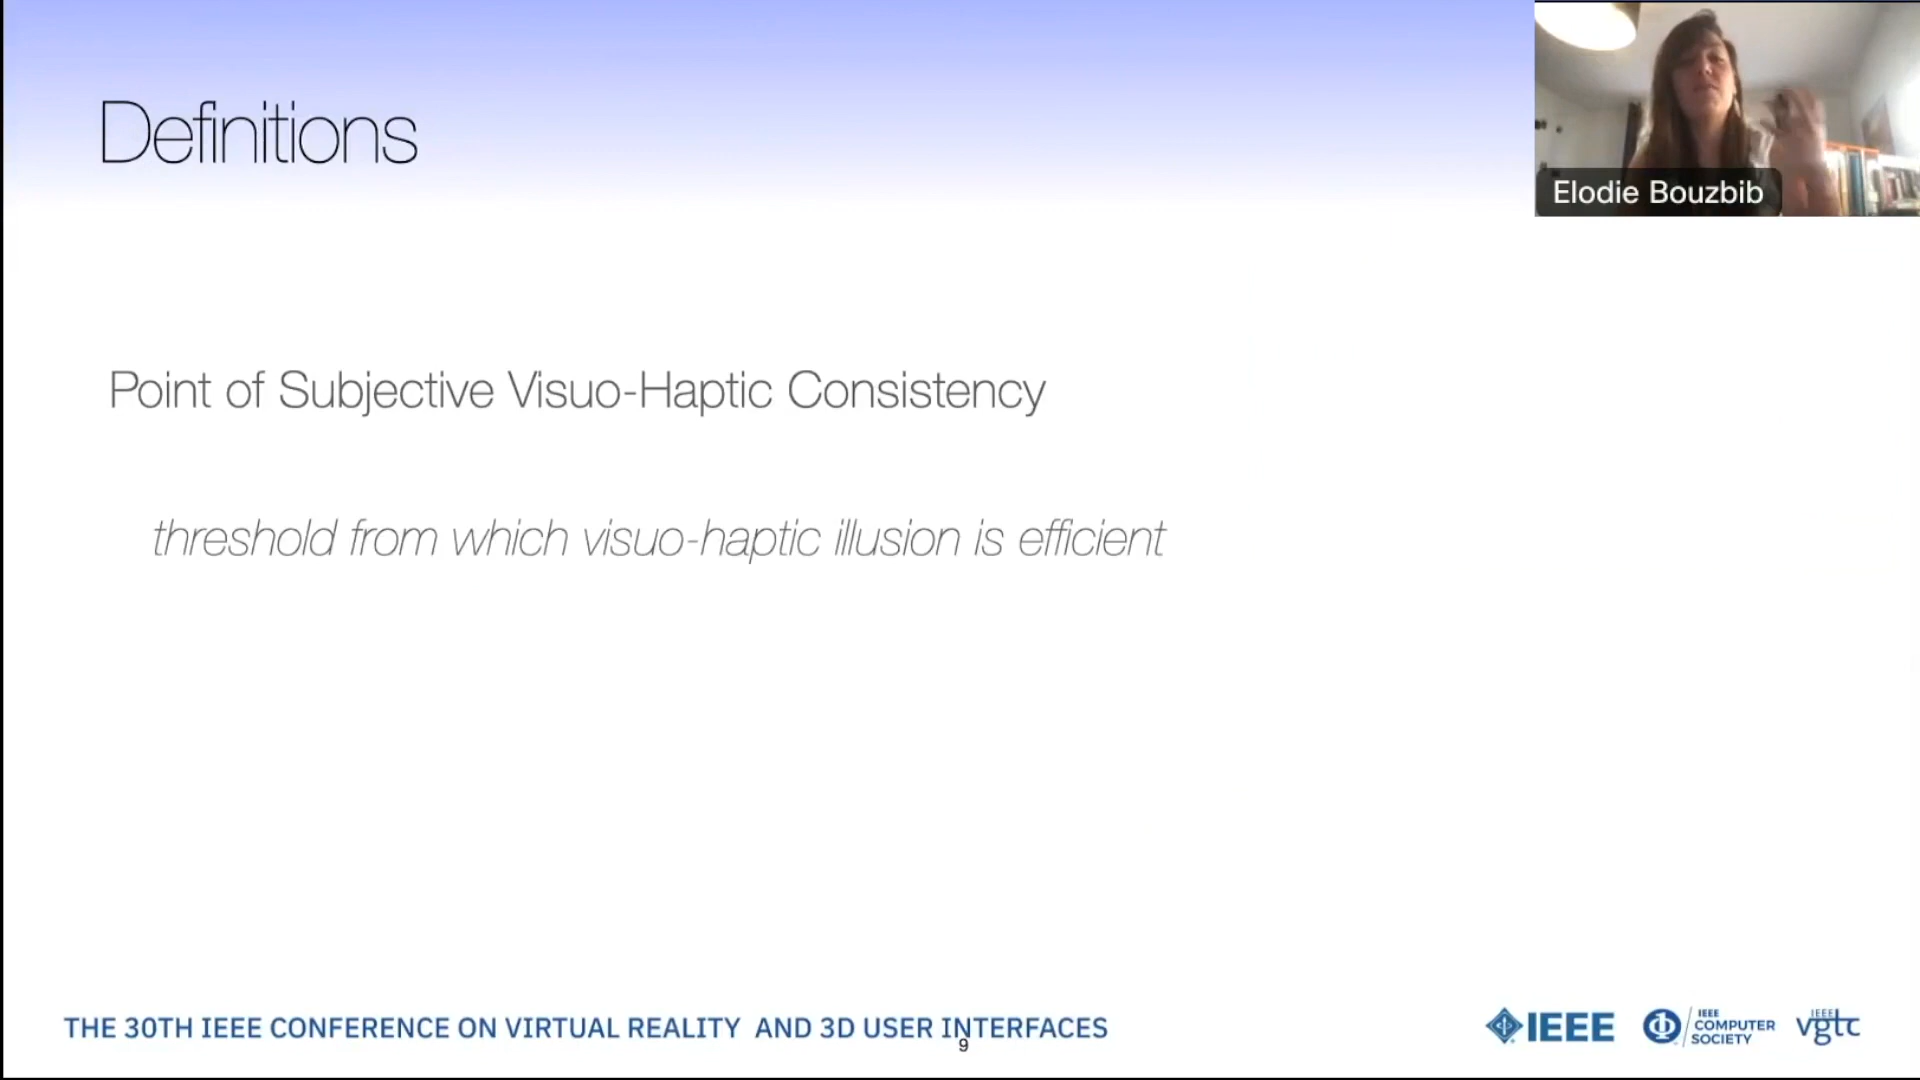 Definitions
Elodie Bouzbib
Point of Subjective Visuo-Haptic Consistency
threshold from which visuo-haptic illusion is efficient
THE 30TH IEEE CONFERENCE ON VIRTUAL REALITY AND 3D USER INTERFACES
9
IEEE
IEEE
COMPUTER
SOCIETY
IEEE
vgtc